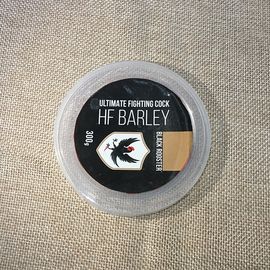 ULTIMATE FIGHTING COCK
HF BARLEY
BLACK ROOSTER
300g